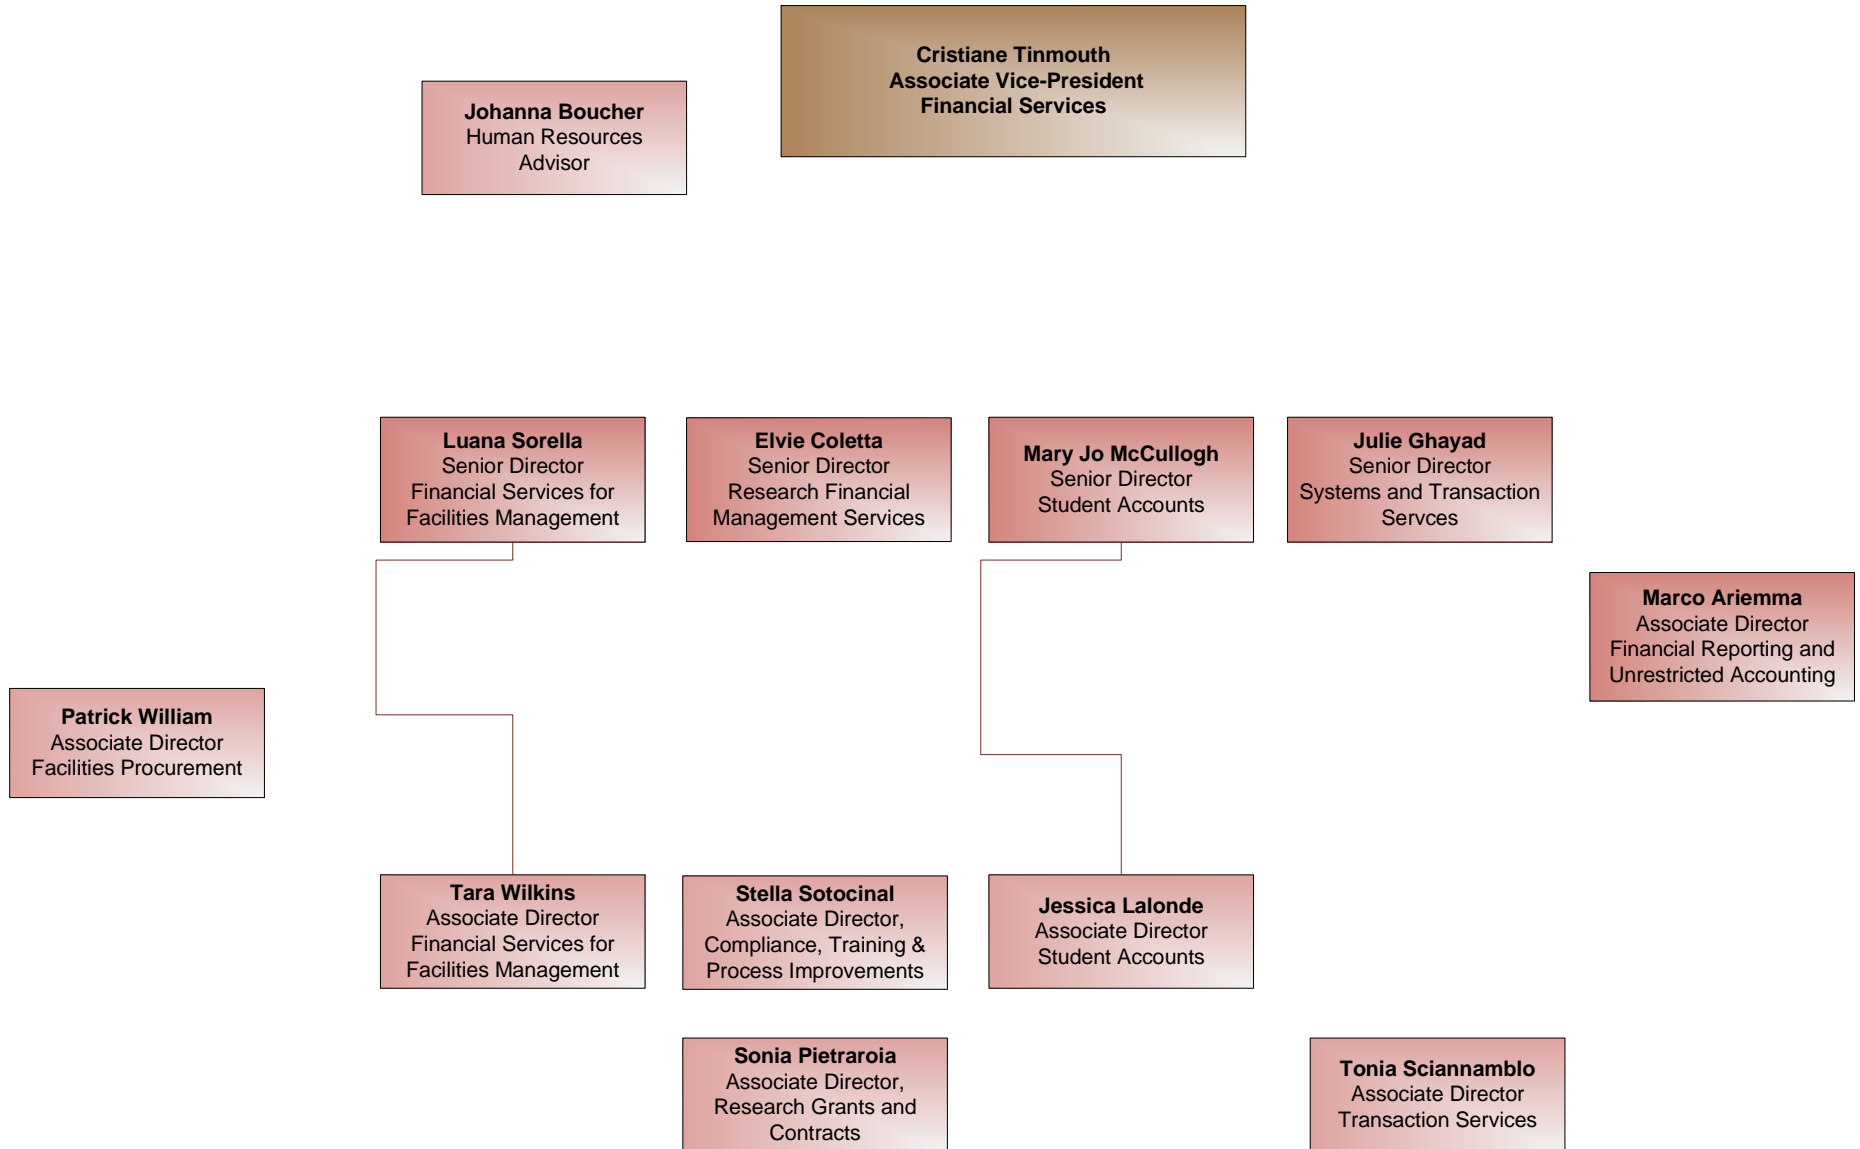 Cristiane Tinmouth
Associate Vice-President
Financial Services
Johanna Boucher
Human Resources
Advisor
Luana Sorella
Senior Director
Financial Services for
Facilities Management
Elvie Coletta
Senior Director
Research Financial
Management Services
Mary Jo McCullogh
Senior Director
Student Accounts
Julie Ghayad
Senior Director
Systems and Transaction
Servces
Marco Ariemma
Associate Director
Financial Reporting and
Unrestricted Accounting
Patrick William
Associate Director
Facilities Procurement
Tara Wilkins
Associate Director
Financial Services for
Facilities Management
Stella Sotocinal
Associate Director,
Compliance, Training &
Process Improvements
Jessica Lalonde
Associate Director
Student Accounts
Sonia Pietraroia
Associate Director,
Research Grants and
Contracts
Tonia Sciannamblo
Associate Director
Transaction Services